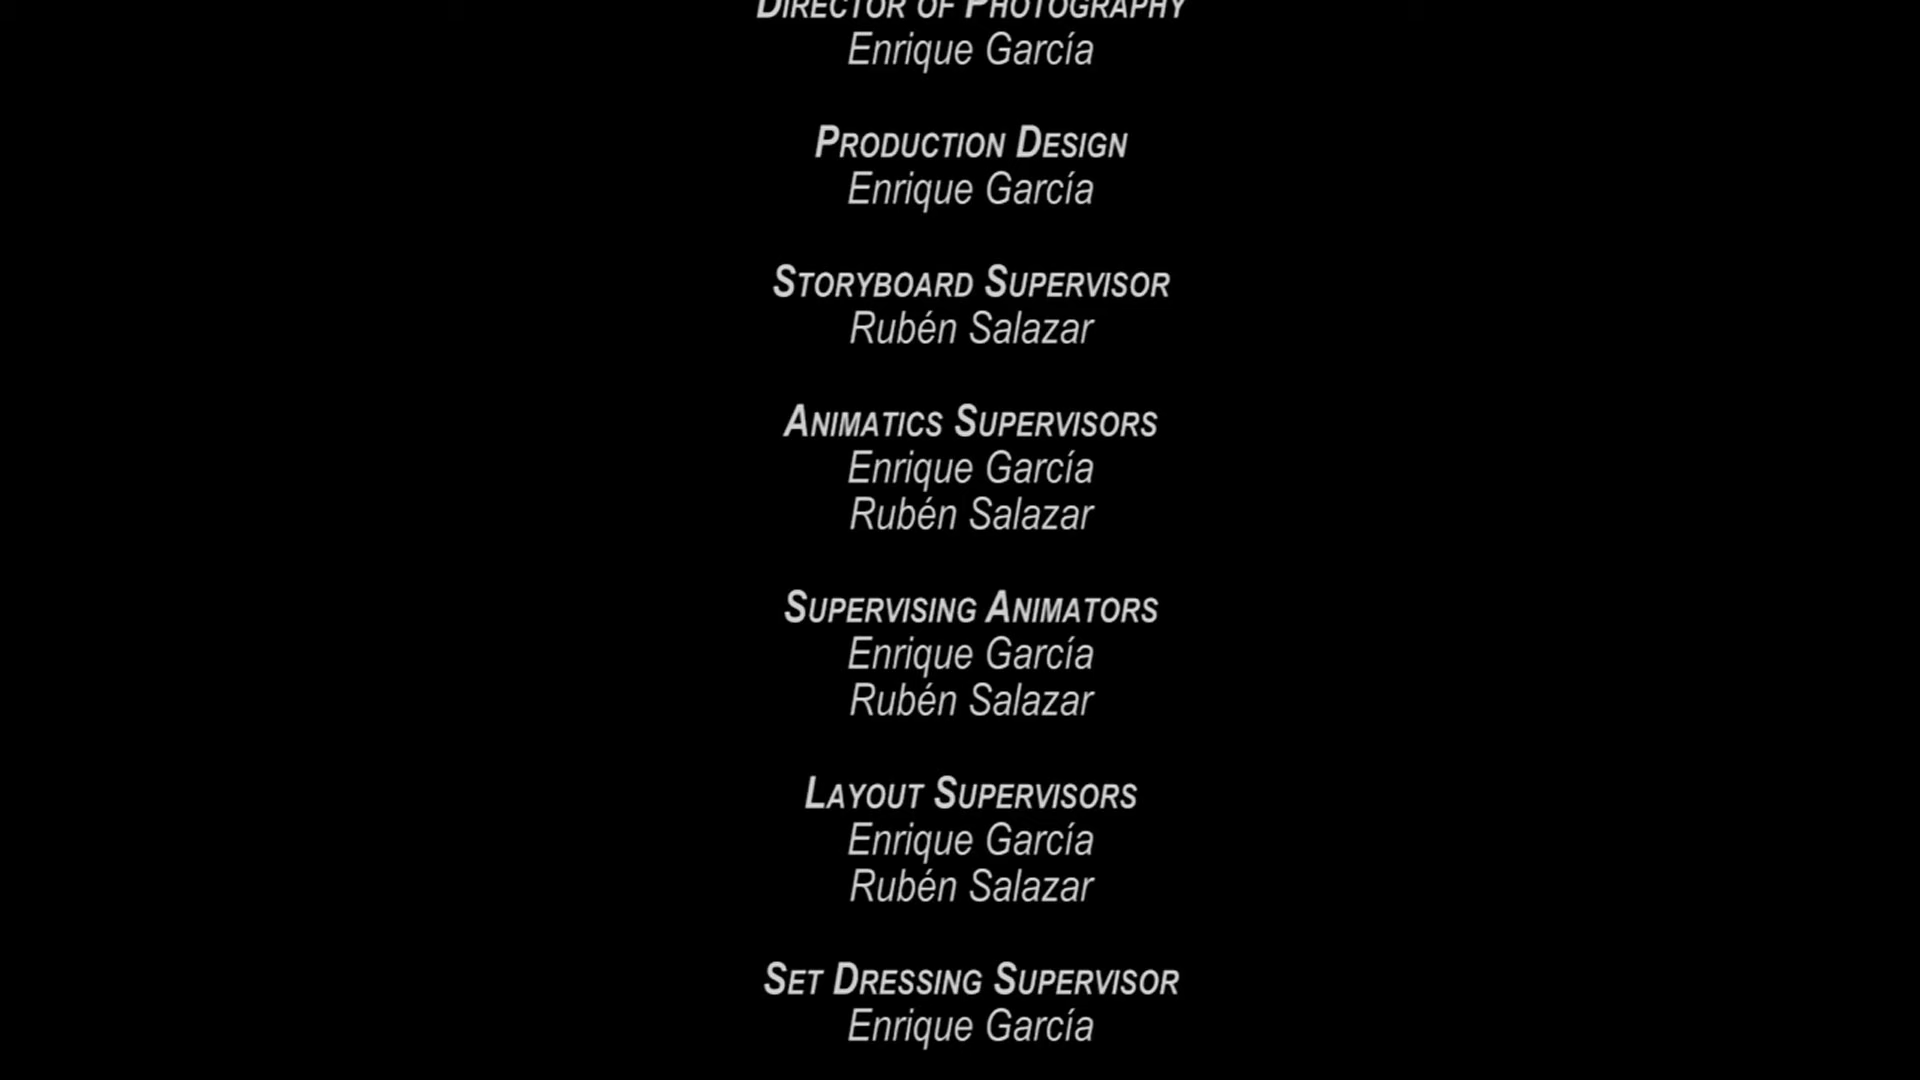 DIRECTOR OF PHOTOGRAPHY
Enrique García
PRODUCTION DESIGN
Enrique García
STORYBOARD SUPERVISOR
Rubén Salazar
ANIMATICS SUPERVISORS
Enrique García
Rubén Salazar
SUPERVISING ANIMATORS
Enrique García
Rubén Salazar
LAYOUT SUPERVISORS
Enrique García
Rubén Salazar
SET DRESSING SUPERVISOR
Enrique García